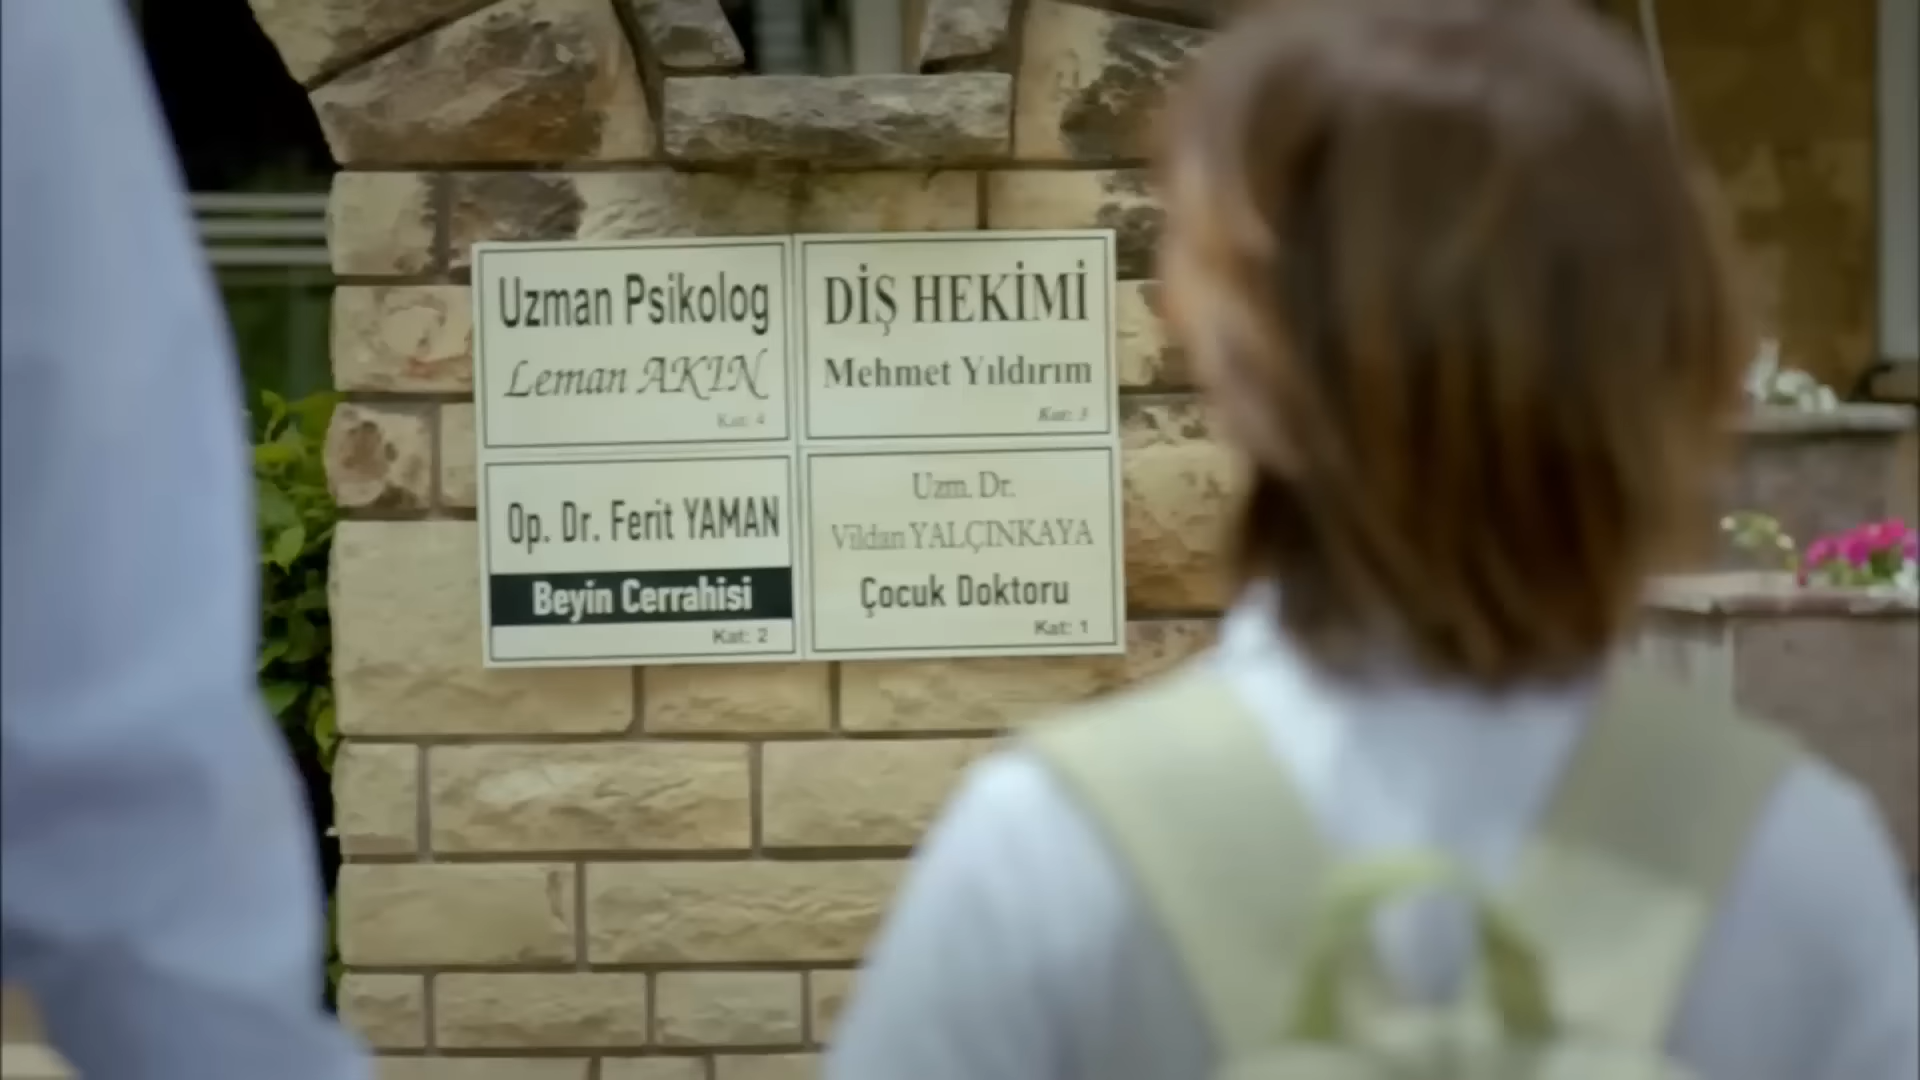 Uzman Psikolog
Leman AKIN
Kat: 4
DİŞ HEKİMİ
Mehmet Yıldırım
Kat: 3
Op. Dr. Ferit YAMAN
Beyin Cerrahisi
Kat: 2
Uzm. Dr.
Vildan YALÇINKAYA
Çocuk Doktoru
Kat: 1